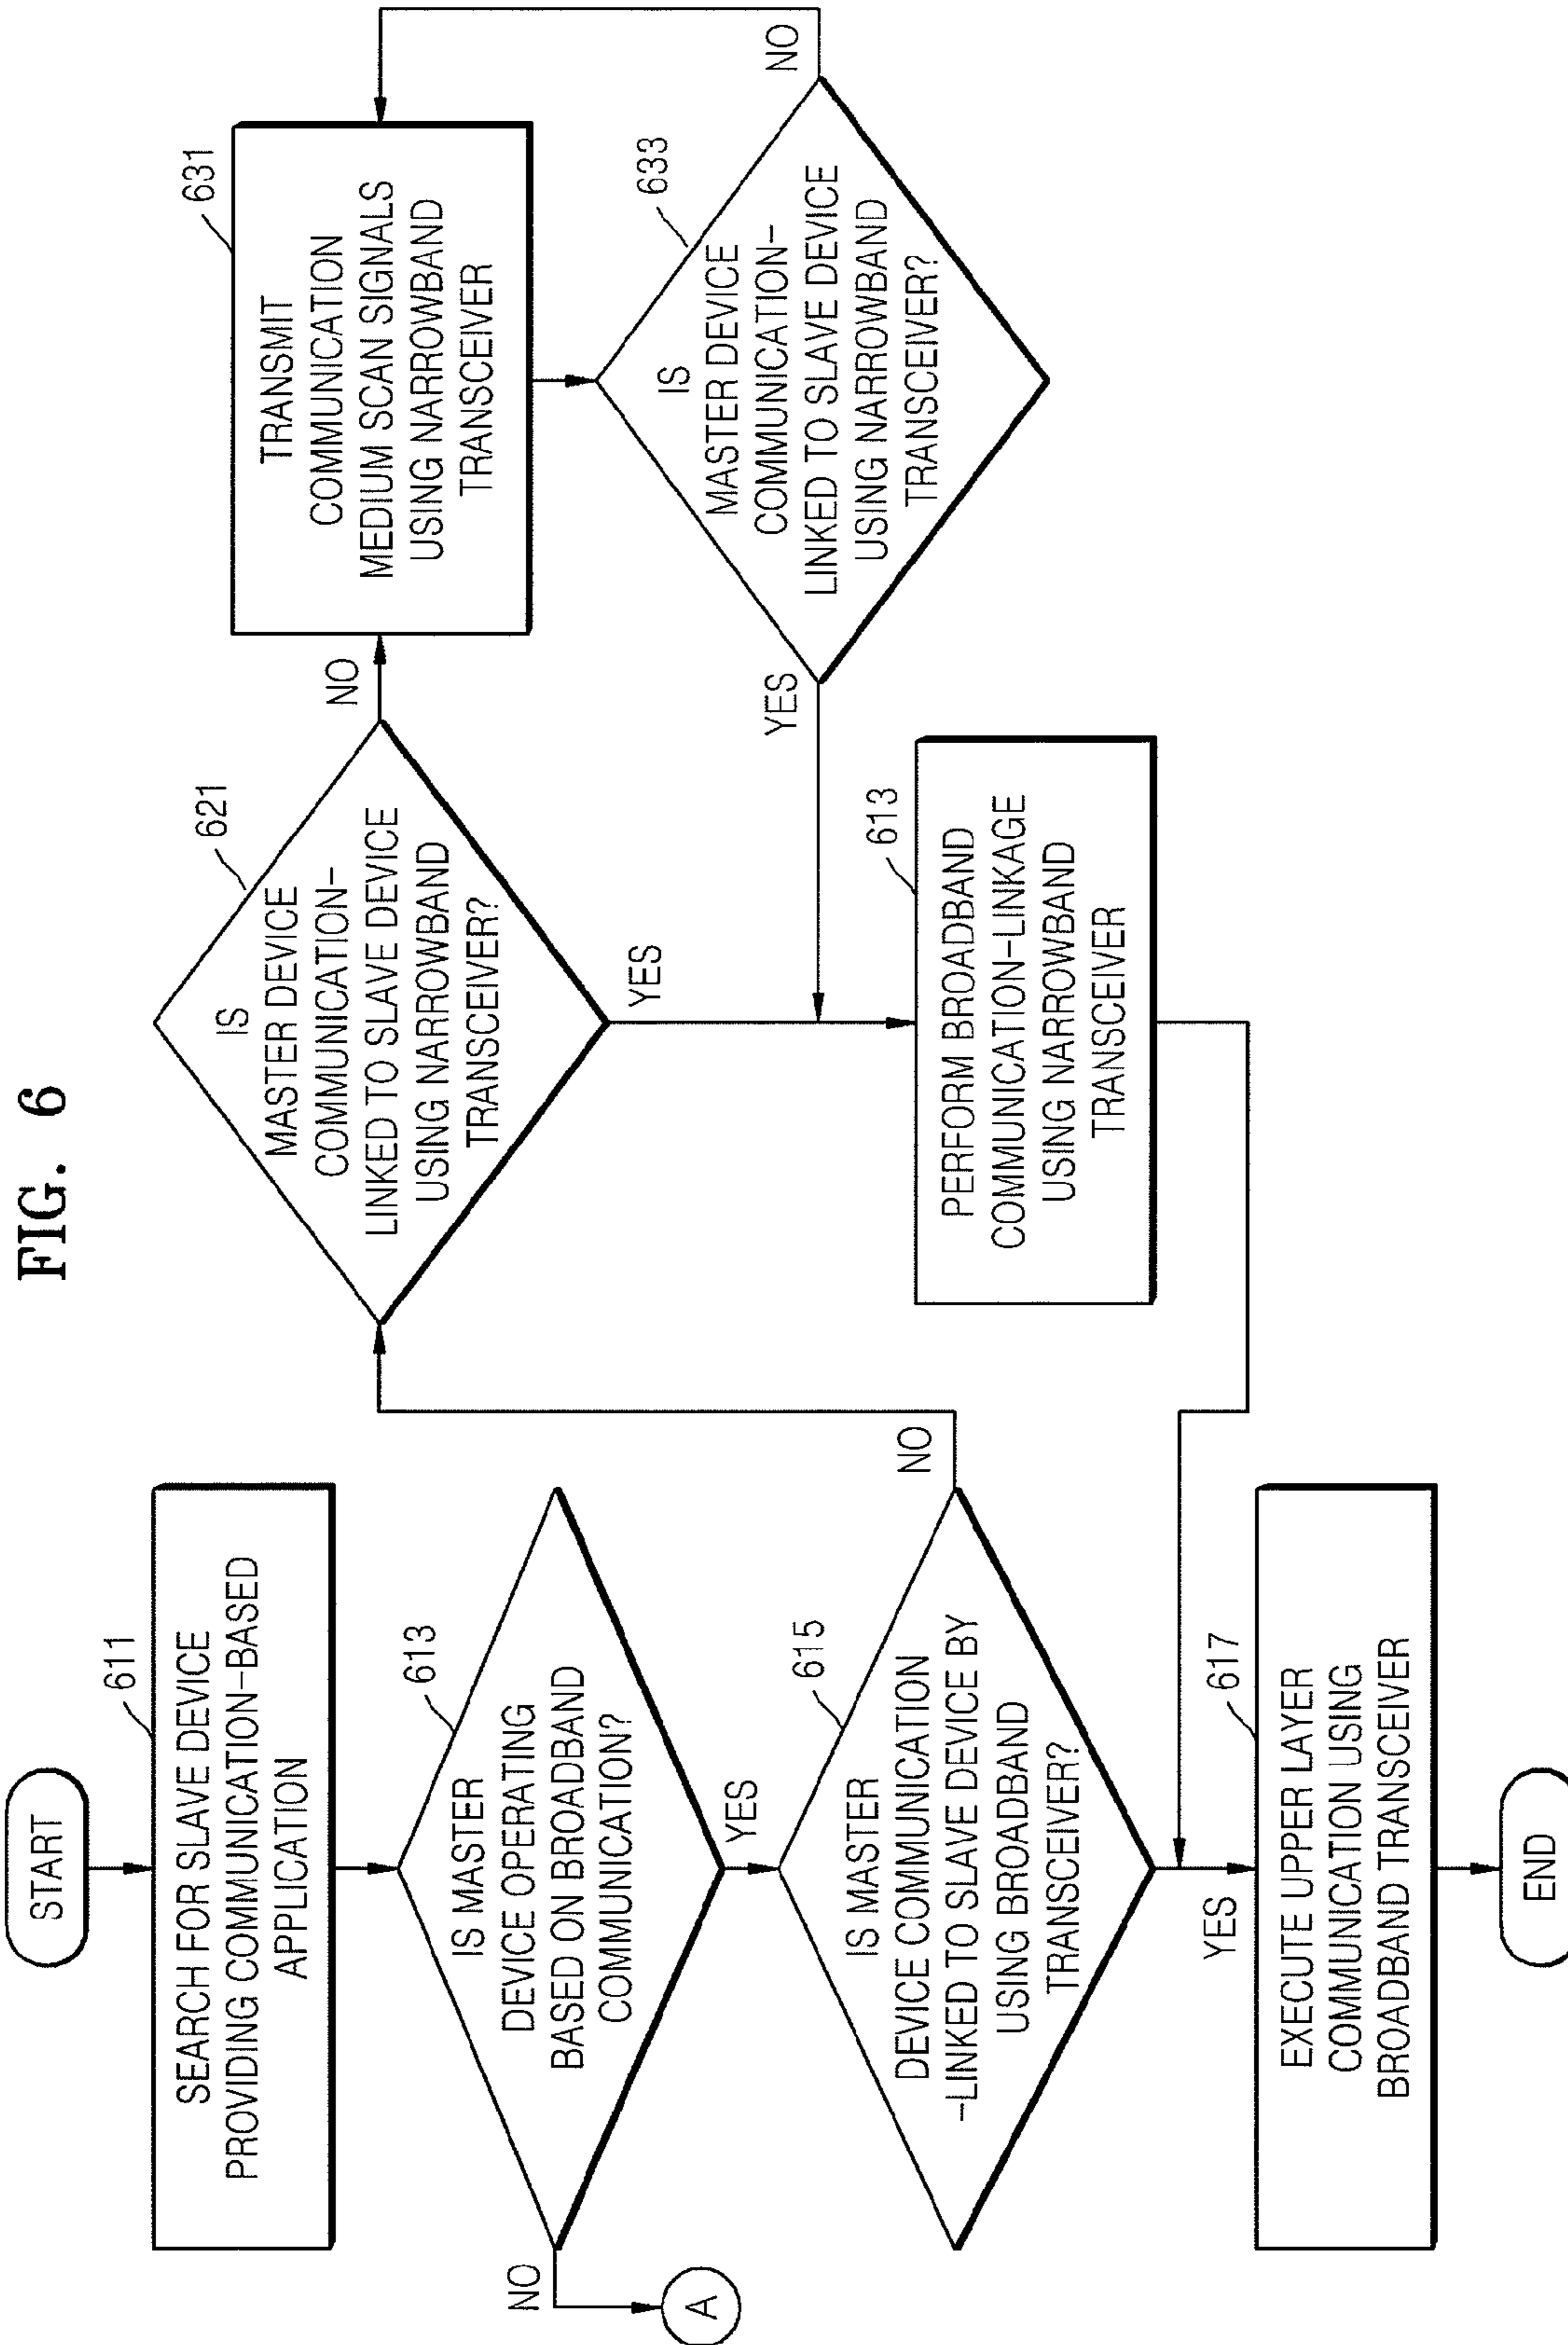 FIG. 6
START
611
SEARCH FOR SLAVE DEVICE
PROVIDING COMMUNICATION-BASED
APPLICATION
613
IS MASTER
DEVICE OPERATING
BASED ON BROADBAND
COMMUNICATION?
NO
A
YES
615
IS MASTER
DEVICE COMMUNICATION
-LINKED TO SLAVE DEVICE BY
USING BROADBAND
TRANSCEIVER?
NO
YES
617
EXECUTE UPPER LAYER
COMMUNICATION USING
BROADBAND TRANSCEIVER
END
621
IS
MASTER DEVICE
COMMUNICATION-
LINKED TO SLAVE DEVICE
USING NARROWBAND
TRANSCEIVER?
NO
YES
613
PERFORM BROADBAND
COMMUNICATION-LINKAGE
USING NARROWBAND
TRANSCEIVER
631
TRANSMIT
COMMUNICATION
MEDIUM SCAN SIGNALS
USING NARROWBAND
TRANSCEIVER
633
IS
MASTER DEVICE
COMMUNICATION-
LINKED TO SLAVE DEVICE
USING NARROWBAND
TRANSCEIVER?
YES
NO